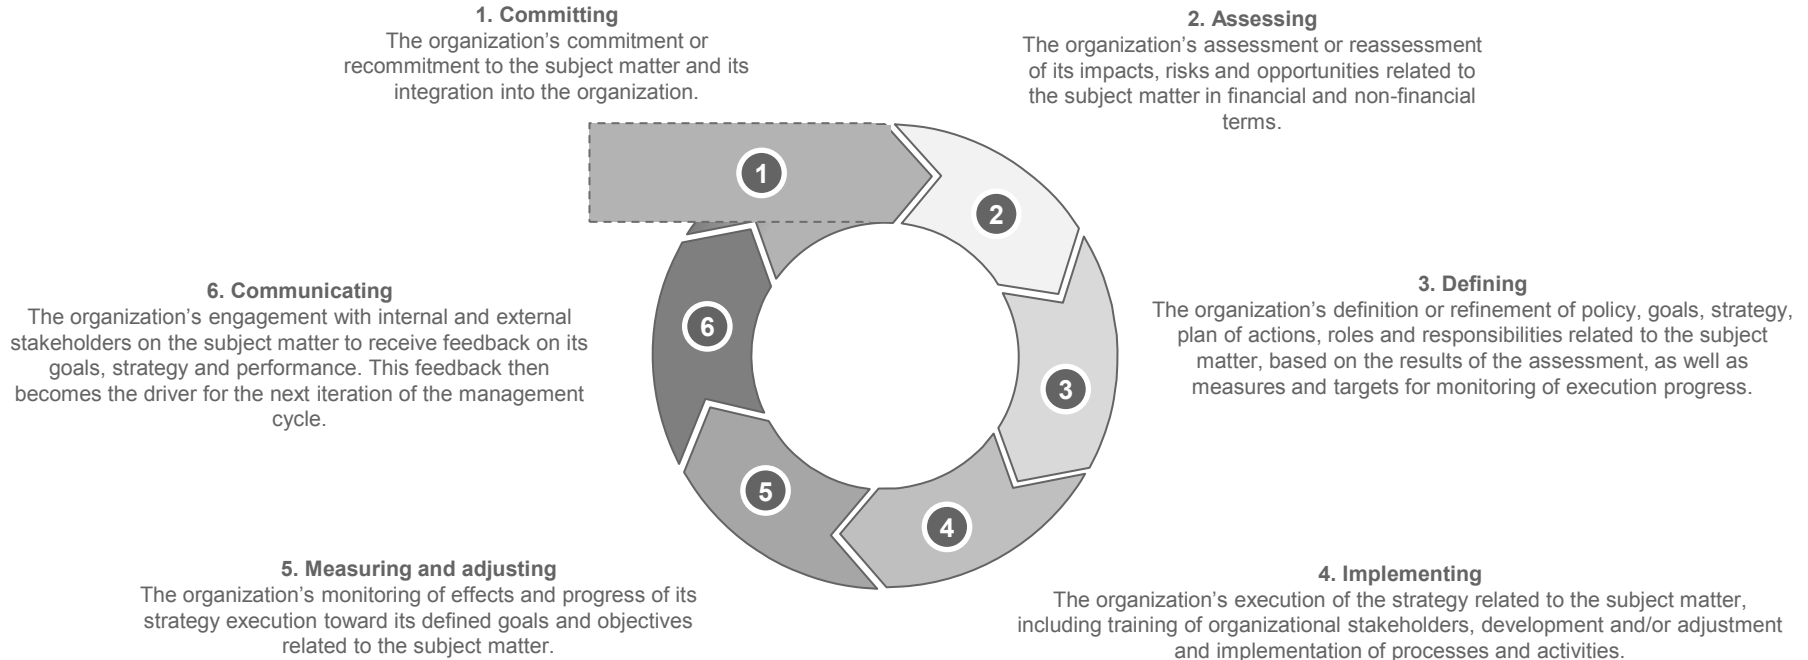 1. Committing
The organization’s commitment or
recommitment to the subject matter and its
integration into the organization.
2. Assessing
The organization’s assessment or reassessment
of its impacts, risks and opportunities related to
the subject matter in financial and non-financial
terms.
1
2
3. Defining
The organization’s definition or refinement of policy, goals, strategy,
plan of actions, roles and responsibilities related to the subject
matter, based on the results of the assessment, as well as
measures and targets for monitoring of execution progress.
3
4
4. Implementing
The organization’s execution of the strategy related to the subject matter,
including training of organizational stakeholders, development and/or adjustment
and implementation of processes and activities.
5
5. Measuring and adjusting
The organization’s monitoring of effects and progress of its
strategy execution toward its defined goals and objectives
related to the subject matter.
6
6. Communicating
The organization’s engagement with internal and external
stakeholders on the subject matter to receive feedback on its
goals, strategy and performance. This feedback then
becomes the driver for the next iteration of the management
cycle.